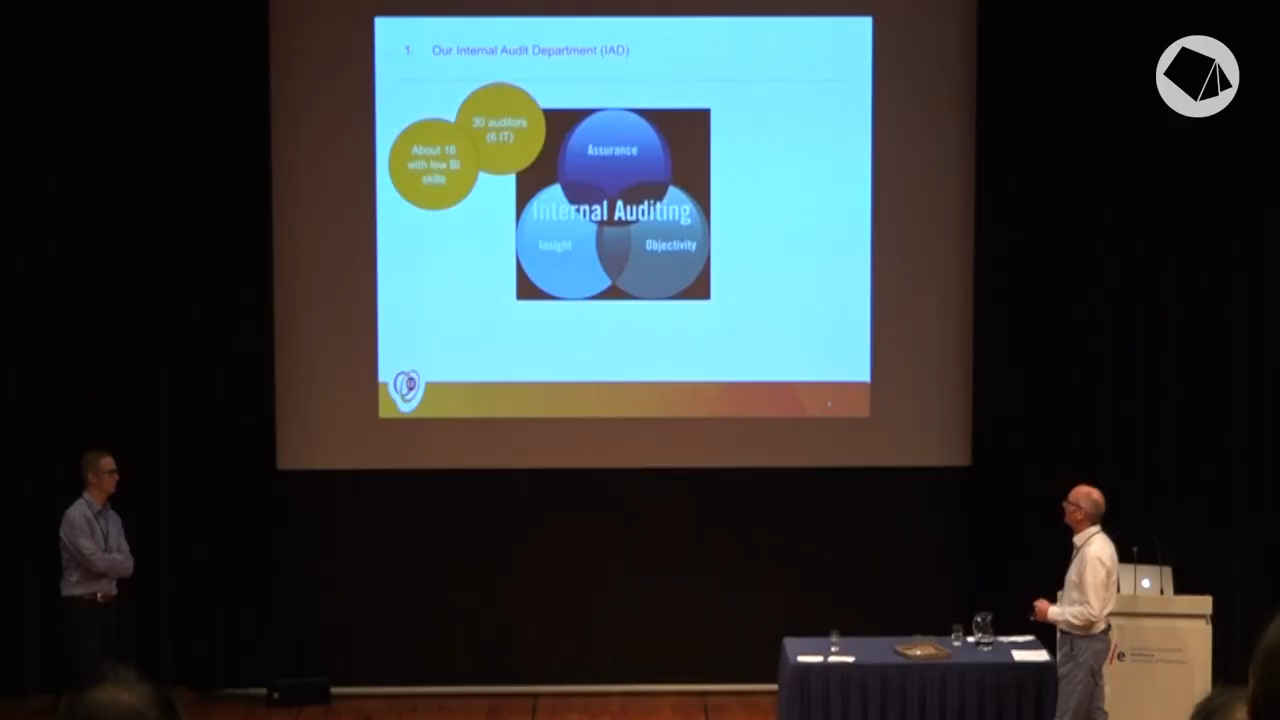 1. Our Internal Audit Department (IAD)
30 auditors
(6 IT)
About 18
with low BI
skills
Assurance
Internal Auditing
Insight
Objectivity
/e